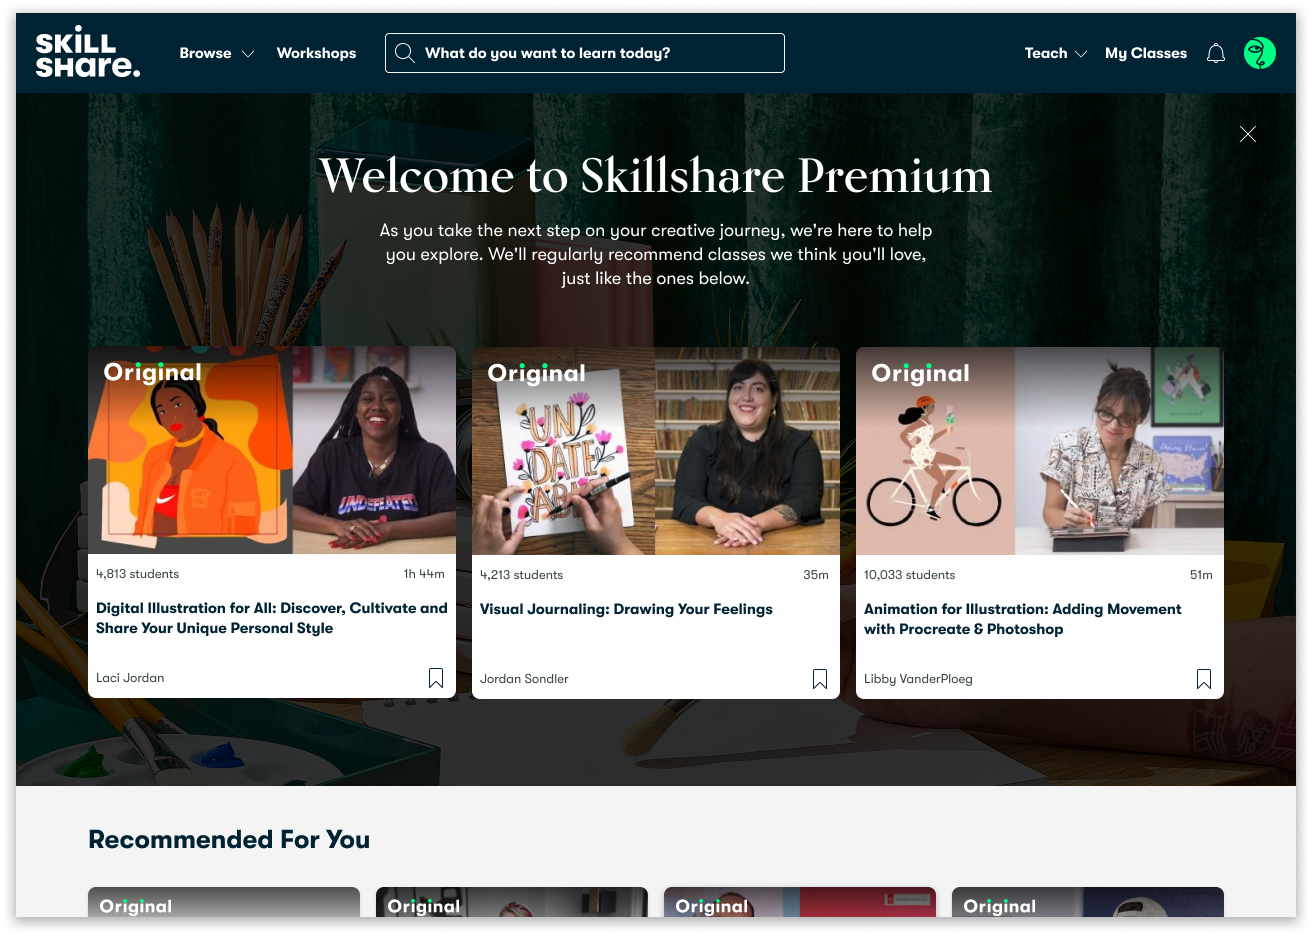 SKiLL
SHare.
Browse
Workshops
What do you want to learn today?
Teach
My Classes
Welcome to Skillshare Premium
As you take the next step on your creative journey, we're here to help
you explore. We'll regularly recommend classes we think you'll love,
just like the ones below.
Original
UNDEFEATED
4,813 students
1h 44m
Digital Illustration for All: Discover, Cultivate and
Share Your Unique Personal Style
Laci Jordan
Original
UN
DATE
4,213 students
35m
Visual Journaling: Drawing Your Feelings
Jordan Sondler
Original
10,033 students
51m
Animation for Illustration: Adding Movement
with Procreate & Photoshop
Libby VanderPloeg
Recommended For You
Original
Original
Original
Original